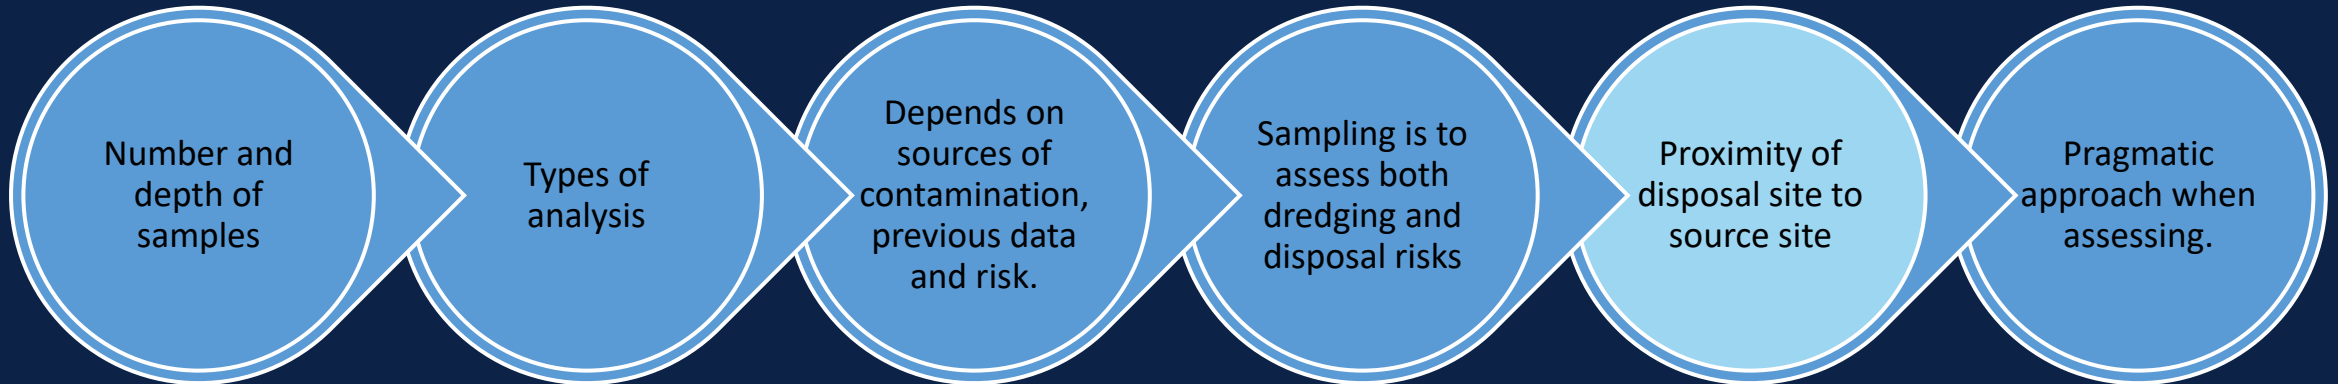 Number and
depth of
samples
Types of
analysis
Depends on
sources of
contamination,
previous data
and risk.
Sampling is to
assess both
dredging and
disposal risks
Proximity of
disposal site to
source site
Pragmatic
approach when
assessing.